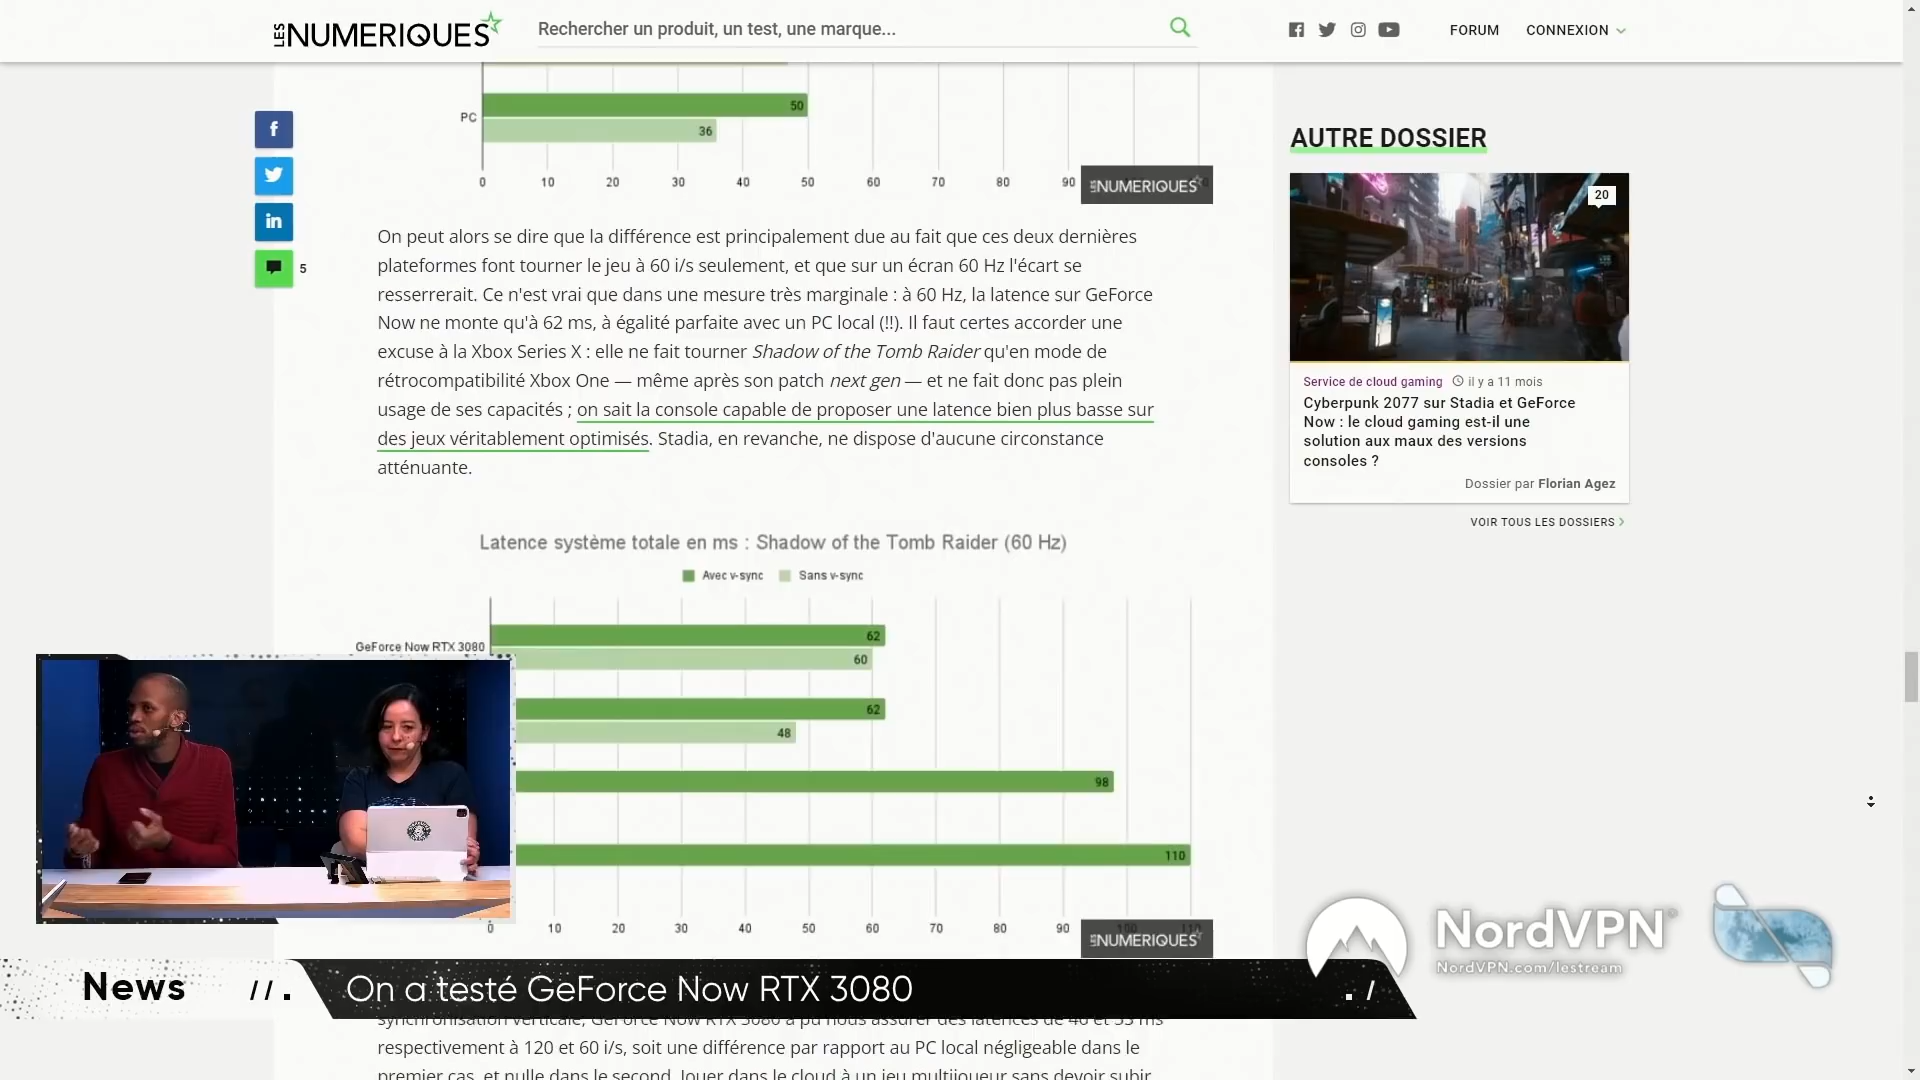 LES NUMERIQUES
Rechercher un produit, un test, une marque...
FORUM
CONNEXION
PC
50
36
0 10 20 30 40 50 60 70 80 90
LES NUMERIQUES
5
On peut alors se dire que la différence est principalement due au fait que ces deux dernières
plateformes font tourner le jeu à 60 i/s seulement, et que sur un écran 60 Hz l'écart se
resserrerait. Ce n'est vrai que dans une mesure très marginale : à 60 Hz, la latence sur GeForce
Now ne monte qu'à 62 ms, à égalité parfaite avec un PC local (!!). Il faut certes accorder une
excuse à la Xbox Series X : elle ne fait tourner Shadow of the Tomb Raider qu'en mode de
rétrocompatibilité Xbox One — même après son patch next gen — et ne fait donc pas plein
usage de ses capacités ; on sait la console capable de proposer une latence bien plus basse sur
des jeux véritablement optimisés. Stadia, en revanche, ne dispose d'aucune circonstance
atténuante.
AUTRE DOSSIER
20
Service de cloud gaming il y a 11 mois
Cyberpunk 2077 sur Stadia et GeForce
Now : le cloud gaming est-il une
solution aux maux des versions
consoles ?
Dossier par Florian Agez
VOIR TOUS LES DOSSIERS
Latence système totale en ms : Shadow of the Tomb Raider (60 Hz)
Avec v-sync Sans v-sync
GeForce Now RTX 3080
62
60
62
48
98
110
0 10 20 30 40 50 60 70 80 90 100 110
LES NUMERIQUES
NordVPN
NordVPN.com/lestream
News //.
On a testé GeForce Now RTX 3080
./
synchronisation verticale, GeForce Now RTX 3080 a pu nous assurer des latences de 40 et 53 ms
respectivement à 120 et 60 i/s, soit une différence par rapport au PC local négligeable dans le
premier cas, et nulle dans le second. Jouer dans le cloud à un jeu multijoueur sans devoir subir